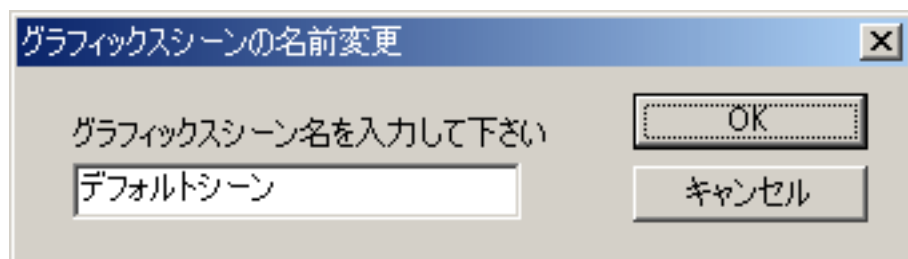 グラフィックスシーンの名前変更
グラフィックスシーン名を入力して下さい
デフォルトシーン
OK
キャンセル